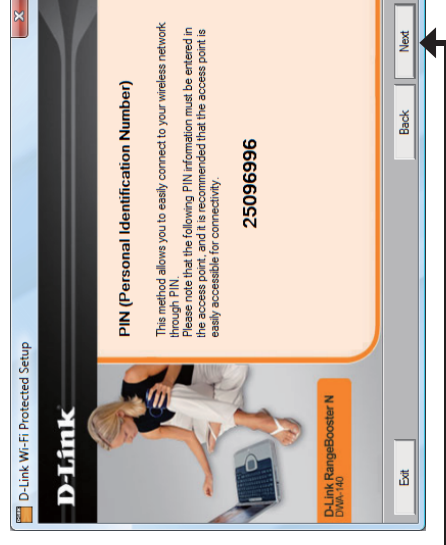 D-Link Wi-Fi Protected Setup
D-Link
PIN (Personal Identification Number)
This method allows you to easily connect to your wireless network
through PIN.
Please note that the following PIN information must be entered in
the access point, and it is recommended that the access point is
easily accessible for connectivity.
25096996
D-Link RangeBooster N
DWA-140
Exit
Back
Next